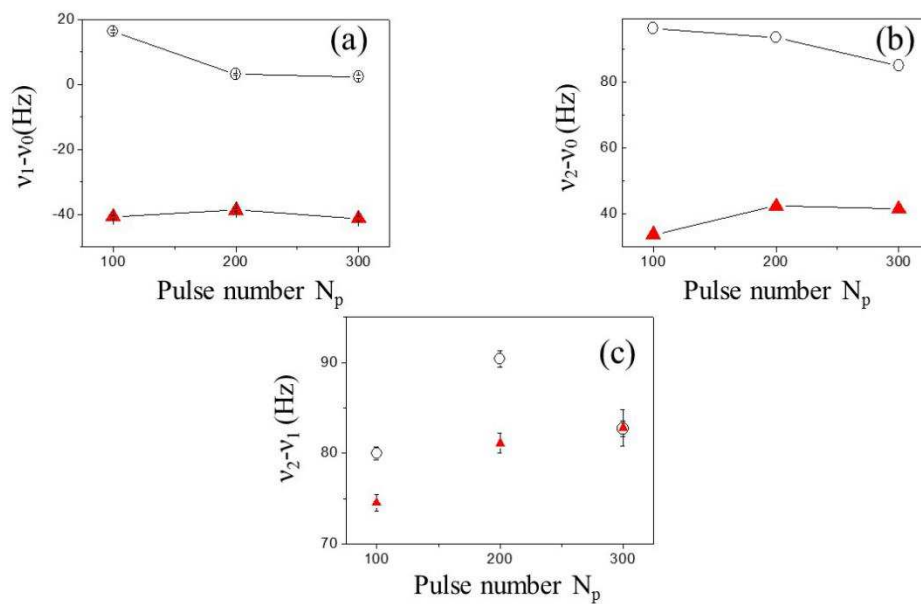 (a)
ν₁-ν₀(Hz)
20
0
-20
-40
100
200
300
Pulse number Nₚ
(b)
ν₂-ν₀ (Hz)
80
60
40
100
200
300
Pulse number Nₚ
(c)
ν₂-ν₁ (Hz)
90
80
70
100
200
300
Pulse number Nₚ